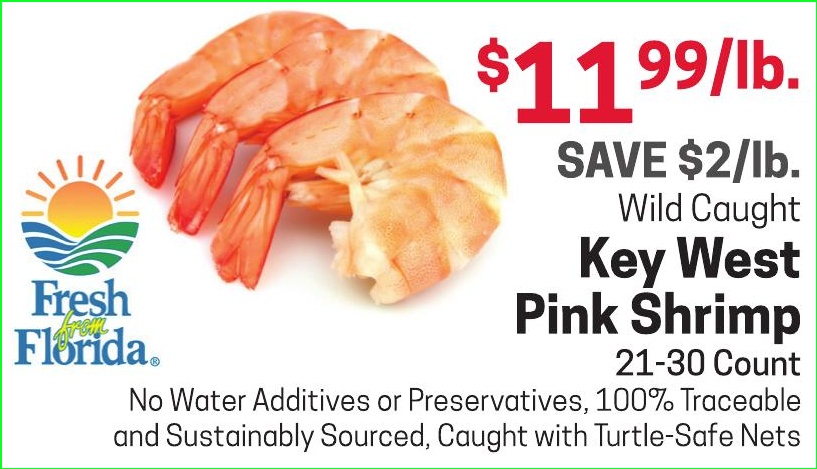 $11 99/lb.
SAVE $2/lb.
Wild Caught
Key West
Pink Shrimp
21-30 Count
No Water Additives or Preservatives, 100% Traceable
and Sustainably Sourced, Caught with Turtle-Safe Nets
Fresh
from
Florida®